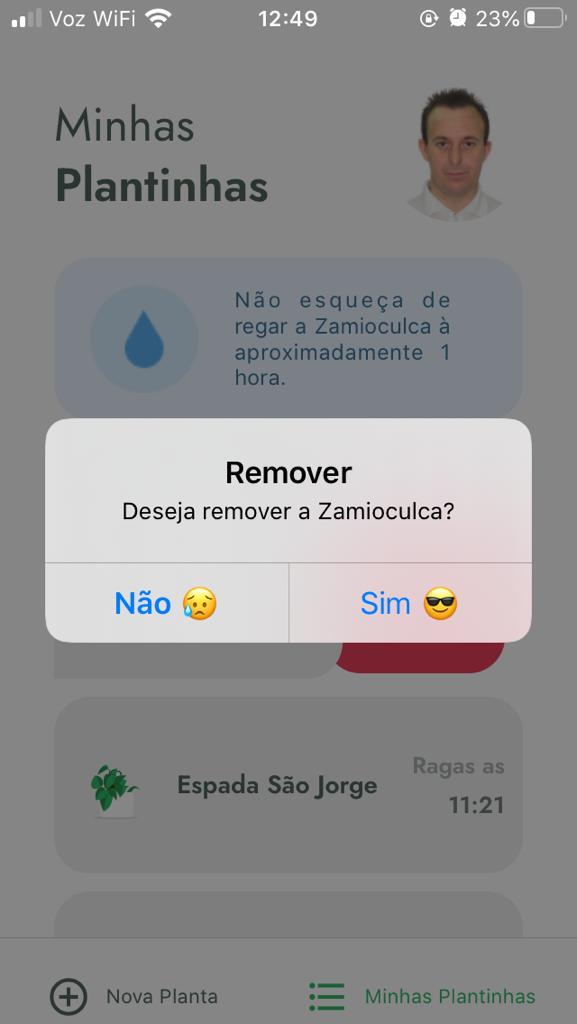 Voz WiFi 12:49 23%
Minhas
Plantinhas
Não esqueça de
regar a Zamioculca à
aproximadamente 1
hora.
Remover
Deseja remover a Zamioculca?
Não 😥 Sim 😎
Espada São Jorge
Ragas as
11:21
Nova Planta Minhas Plantinhas